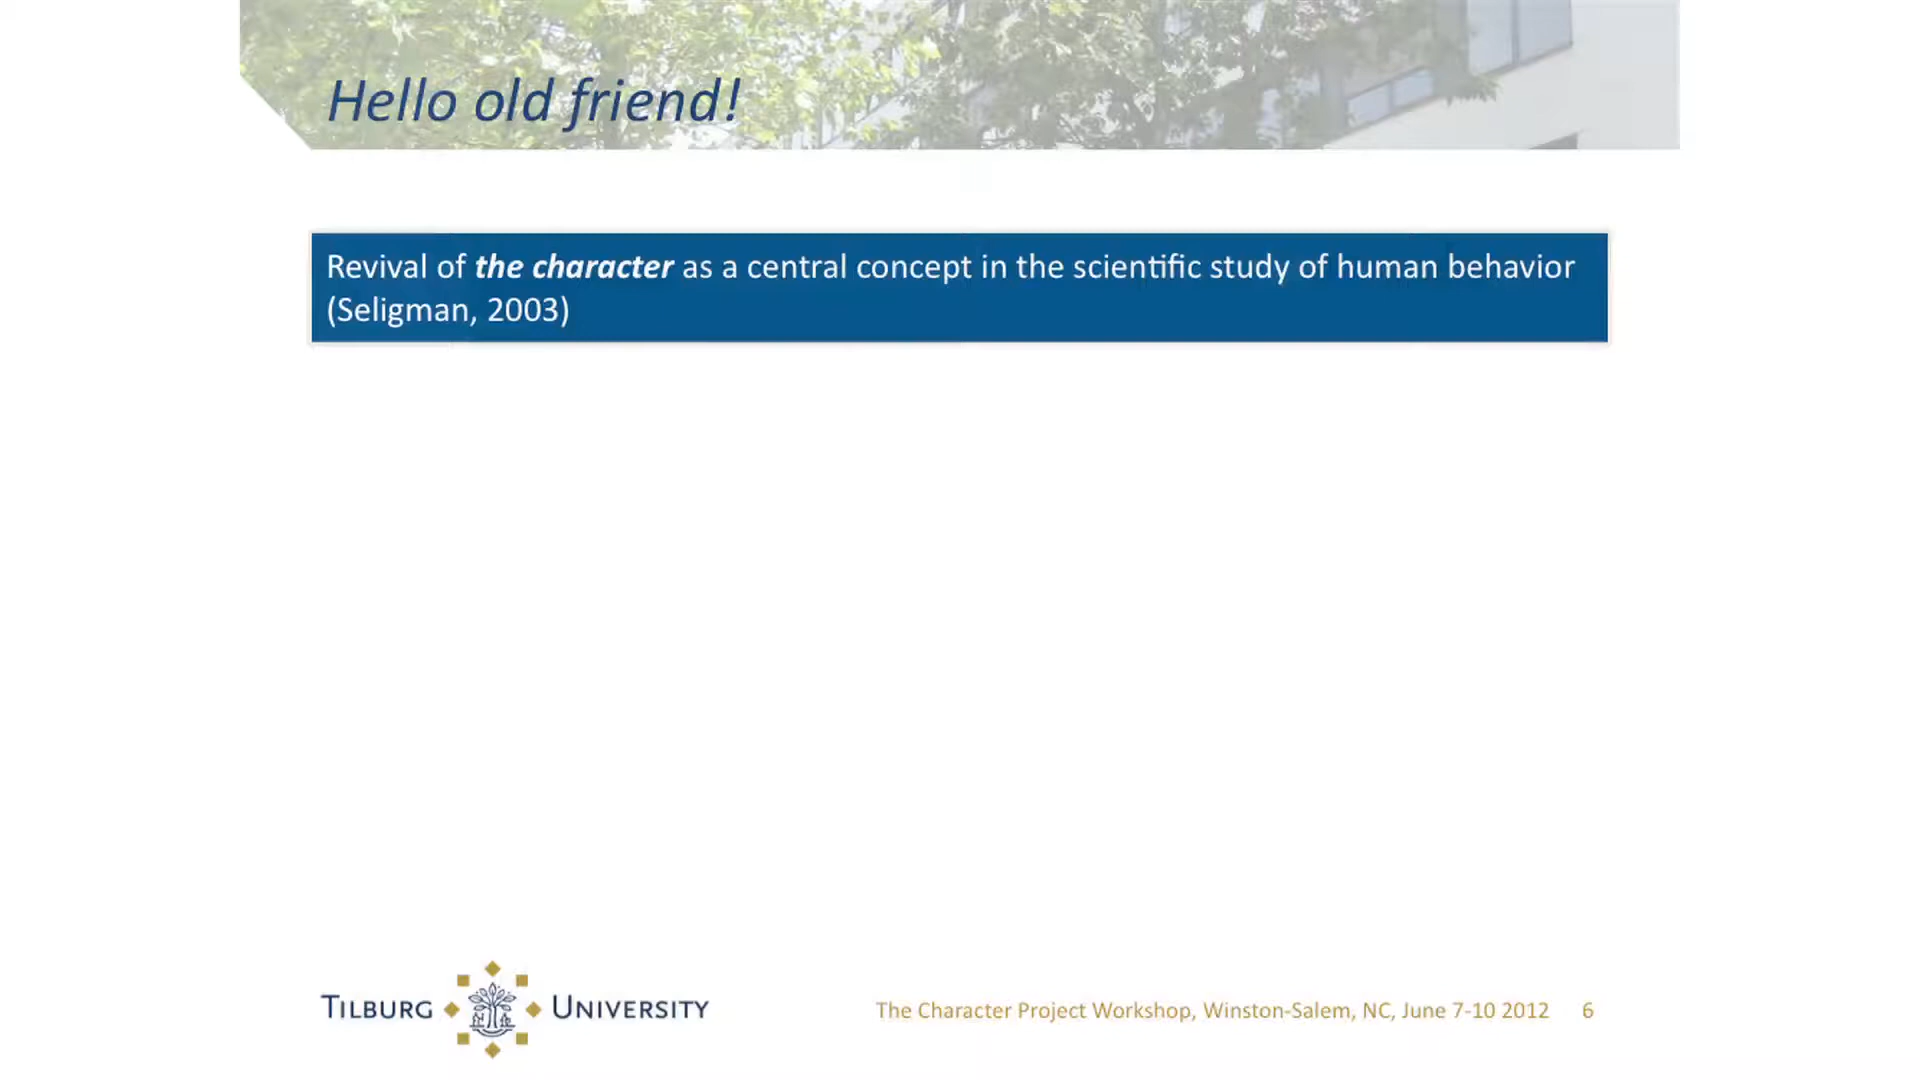 Hello old friend!
Revival of the character as a central concept in the scientific study of human behavior
(Seligman, 2003)
TILBURG UNIVERSITY
The Character Project Workshop, Winston-Salem, NC, June 7-10 2012 6